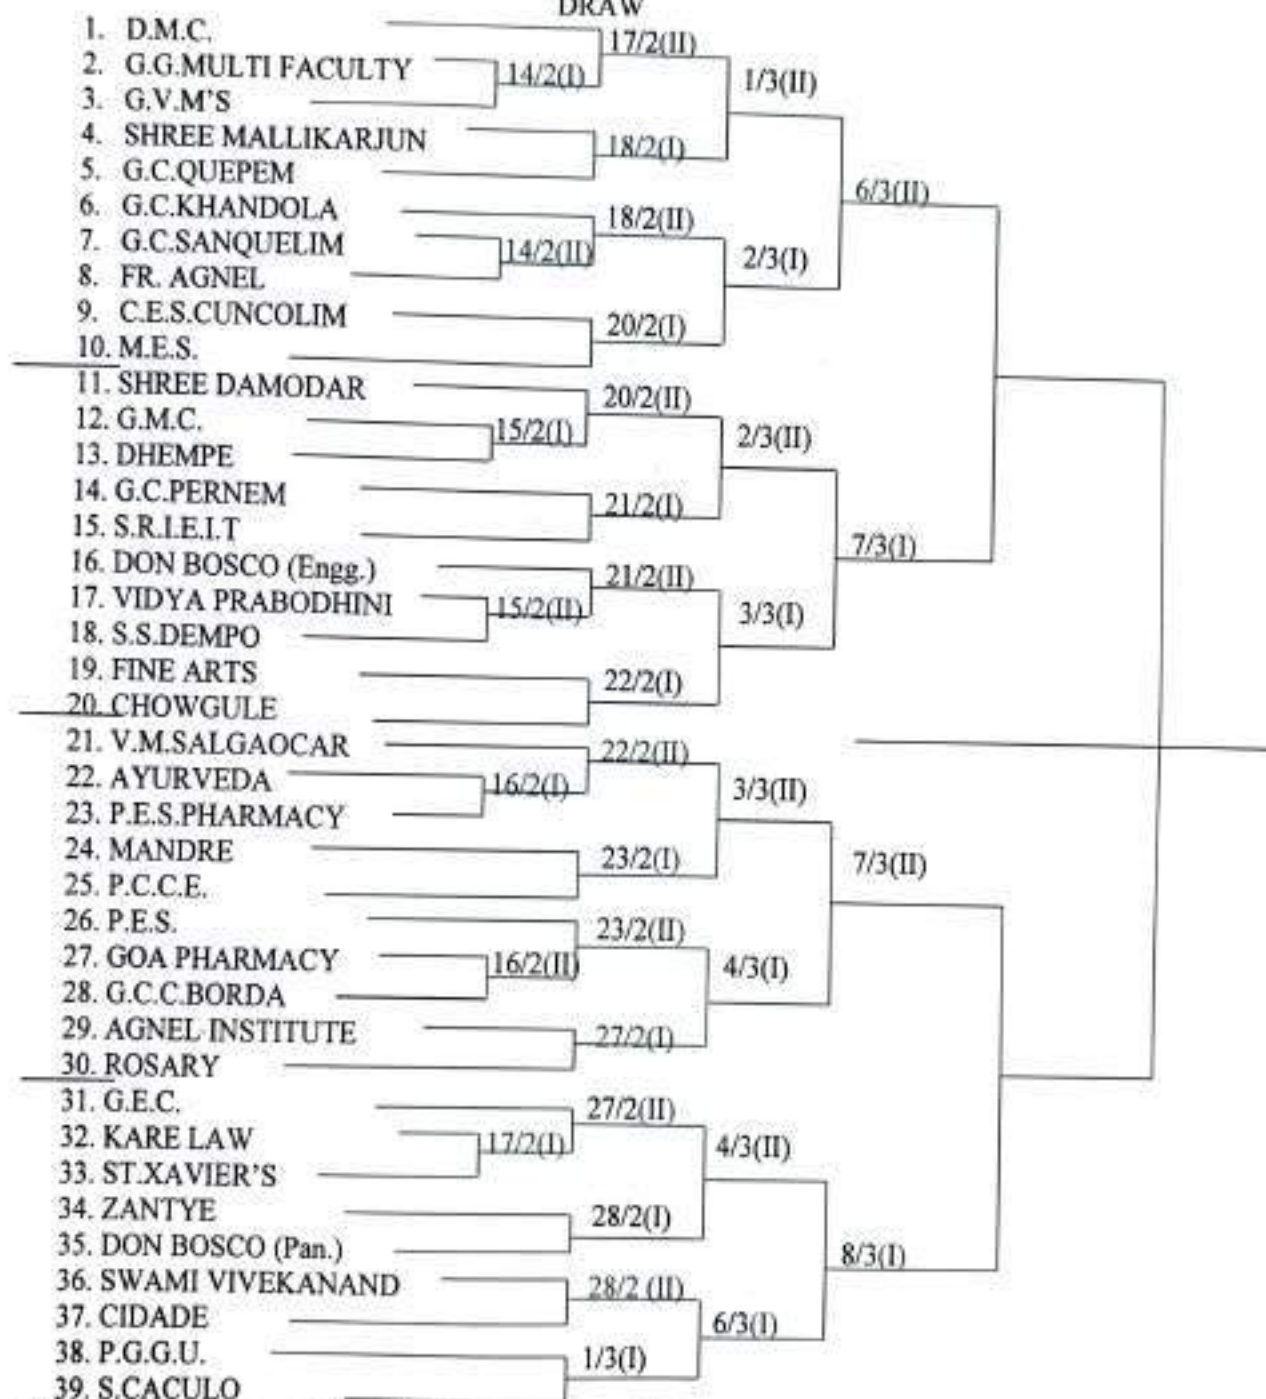 DRAW
1. D.M.C.
17/2(II)
2. G.G.MULTI FACULTY
14/2(I)
1/3(II)
3. G.V.M'S
4. SHREE MALLIKARJUN
18/2(I)
5. G.C.QUEPEM
6/3(II)
6. G.C.KHANDOLA
18/2(II)
7. G.C.SANQUELIM
14/2(II)
2/3(I)
8. FR. AGNEL
9. C.E.S.CUNCOLIM
20/2(I)
10. M.E.S.
11. SHREE DAMODAR
20/2(II)
12. G.M.C.
15/2(I)
2/3(II)
13. DHEMPE
14. G.C.PERNEM
21/2(I)
15. S.R.I.E.I.T
7/3(I)
16. DON BOSCO (Engg.)
21/2(II)
17. VIDYA PRABODHINI
15/2(II)
3/3(I)
18. S.S.DEMPO
19. FINE ARTS
22/2(I)
20. CHOWGULE
21. V.M.SALGAOCAR
22/2(II)
22. AYURVEDA
16/2(I)
3/3(II)
23. P.E.S.PHARMACY
24. MANDRE
23/2(I)
7/3(II)
25. P.C.C.E.
26. P.E.S.
23/2(II)
27. GOA PHARMACY
16/2(II)
4/3(I)
28. G.C.C.BORDA
29. AGNEL INSTITUTE
27/2(I)
30. ROSARY
31. G.E.C.
27/2(II)
32. KARE LAW
17/2(I)
4/3(II)
33. ST.XAVIER'S
34. ZANTYE
28/2(I)
35. DON BOSCO (Pan.)
8/3(I)
36. SWAMI VIVEKANAND
28/2 (II)
37. CIDADE
6/3(I)
38. P.G.G.U.
1/3(I)
39. S.CACULO